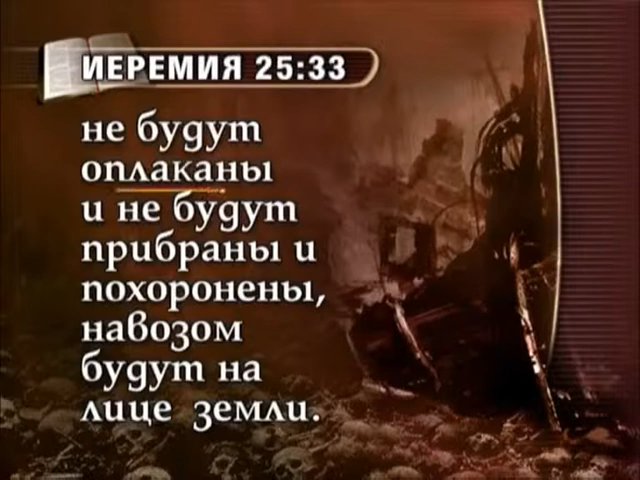 ИЕРЕМИЯ 25:33
не будут
оплаканы
и не будут
прибраны и
похоронены,
навозом
будут на
лице земли.